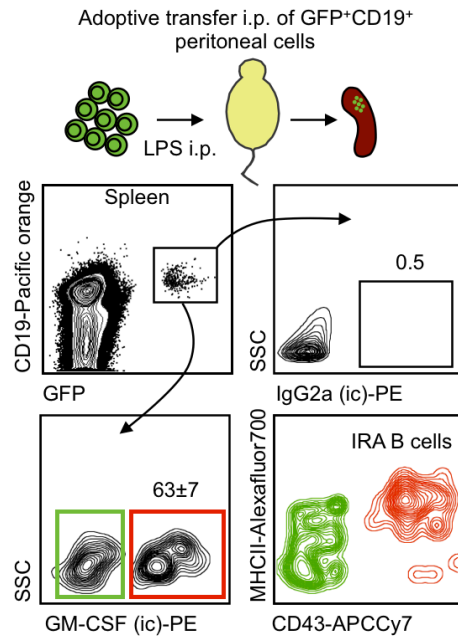 Adoptive transfer i.p. of GFP⁺CD19⁺
peritoneal cells
LPS i.p.
Spleen
CD19-Pacific orange
GFP
0.5
SSC
IgG2a (ic)-PE
63±7
SSC
GM-CSF (ic)-PE
IRA B cells
MHCII-Alexafluor700
CD43-APCCy7